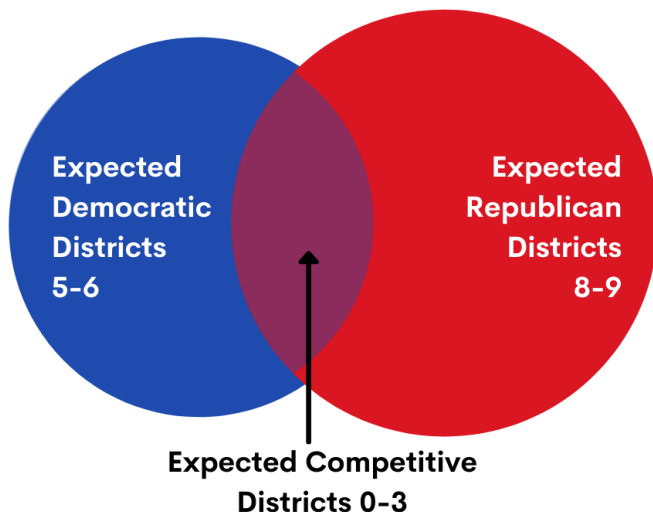 Expected
Democratic
Districts
5-6
Expected
Republican
Districts
8-9
Expected Competitive
Districts 0-3